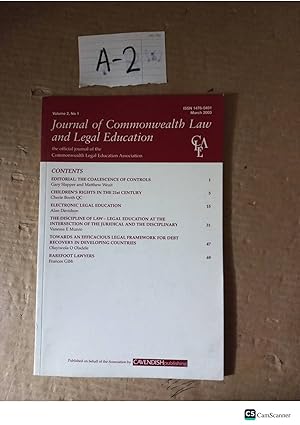 A-2
Volume 2, No 1
ISSN 1476-0401
March 2003
Journal of Commonwealth Law
and Legal Education
the official journal of the
Commonwealth Legal Education Association
CLEA
CONTENTS
EDITORIAL: THE COALESCENCE OF CONTROLS 1
Gary Slapper and Matthew Weait
CHILDREN'S RIGHTS IN THE 21st CENTURY 5
Cherie Booth QC
ELECTRONIC LEGAL EDUCATION 15
Alan Davidson
THE DISCIPLINE OF LAW – LEGAL EDUCATION AT THE
INTERSECTION OF THE JURIDICAL AND THE DISCIPLINARY 31
Vanessa E Munro
TOWARDS AN EFFICACIOUS LEGAL FRAMEWORK FOR DEBT
RECOVERY IN DEVELOPING COUNTRIES 47
Olayiwola O Oladele
BAREFOOT LAWYERS 69
Frances Gibb
Published on behalf of the Association by CAVENDISH publishing
CS CamScanner